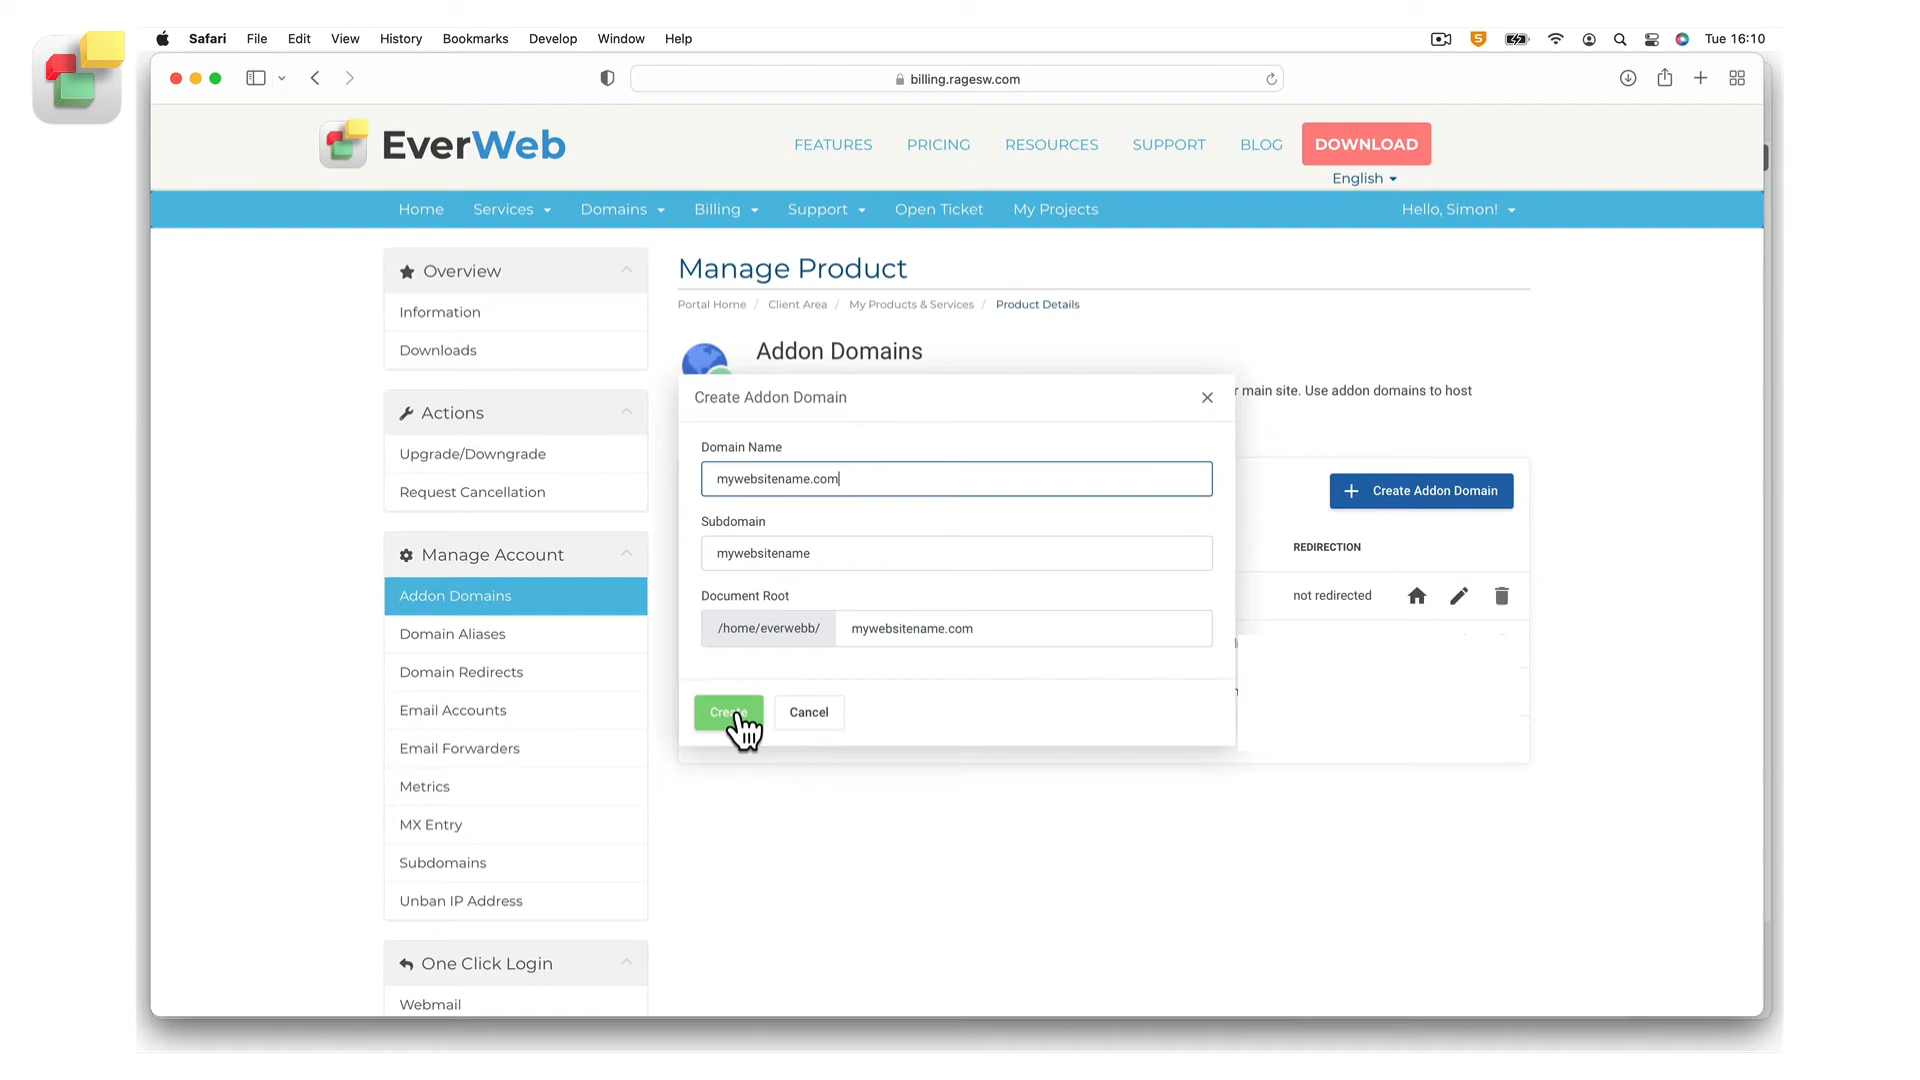 Safari File Edit View History Bookmarks Develop Window Help
S
Tue 16:10
billing.ragesw.com
EverWeb
FEATURES PRICING RESOURCES SUPPORT BLOG DOWNLOAD
English
Home Services Domains Billing Support Open Ticket My Projects Hello, Simon!
Overview
Information
Downloads
Actions
Upgrade/Downgrade
Request Cancellation
Manage Account
Addon Domains
Domain Aliases
Domain Redirects
Email Accounts
Email Forwarders
Metrics
MX Entry
Subdomains
Unban IP Address
One Click Login
Webmail
Manage Product
Portal Home / Client Area / My Products & Services / Product Details
Addon Domains
r main site. Use addon domains to host
Create Addon Domain
Domain Name
mywebsitename.com
Subdomain
mywebsitename
Document Root
/home/everwebb/ mywebsitename.com
Create Cancel
+ Create Addon Domain
REDIRECTION
not redirected